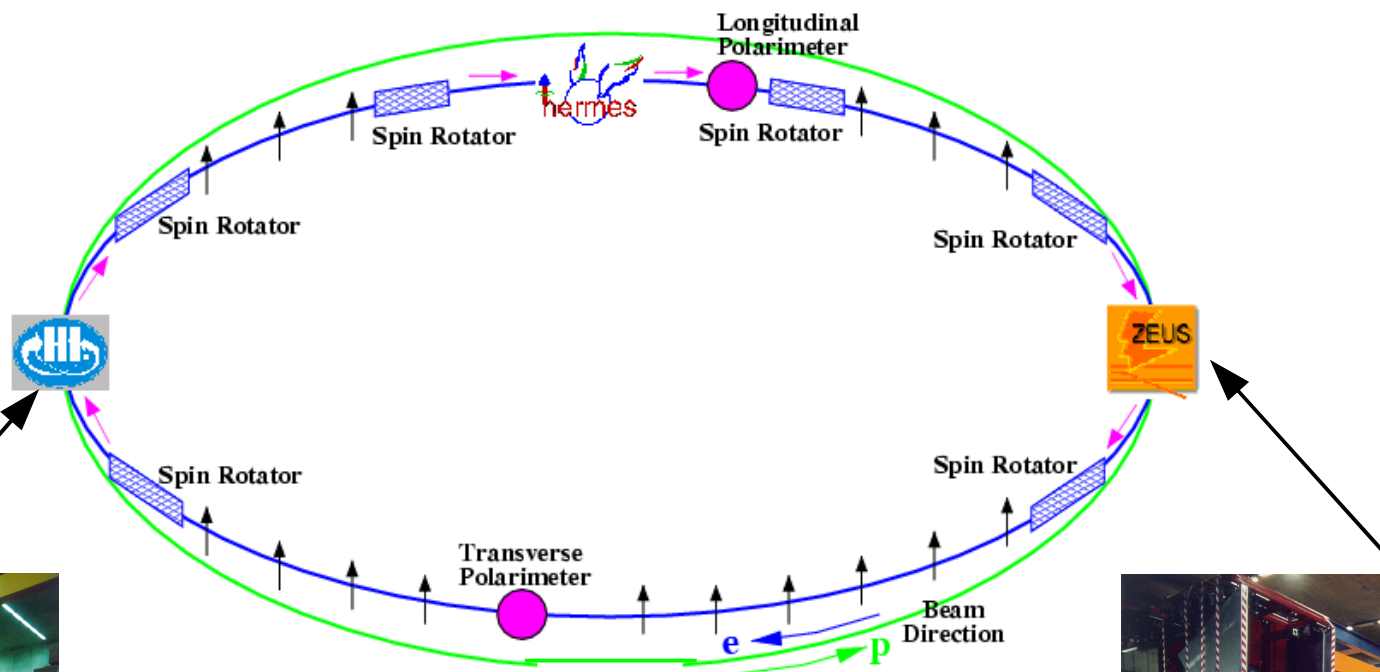 Longitudinal
Polarimeter
hermes
Spin Rotator
Spin Rotator
Spin Rotator
Spin Rotator
H1
ZEUS
Spin Rotator
Spin Rotator
Transverse
Polarimeter
Beam
Direction
e
p